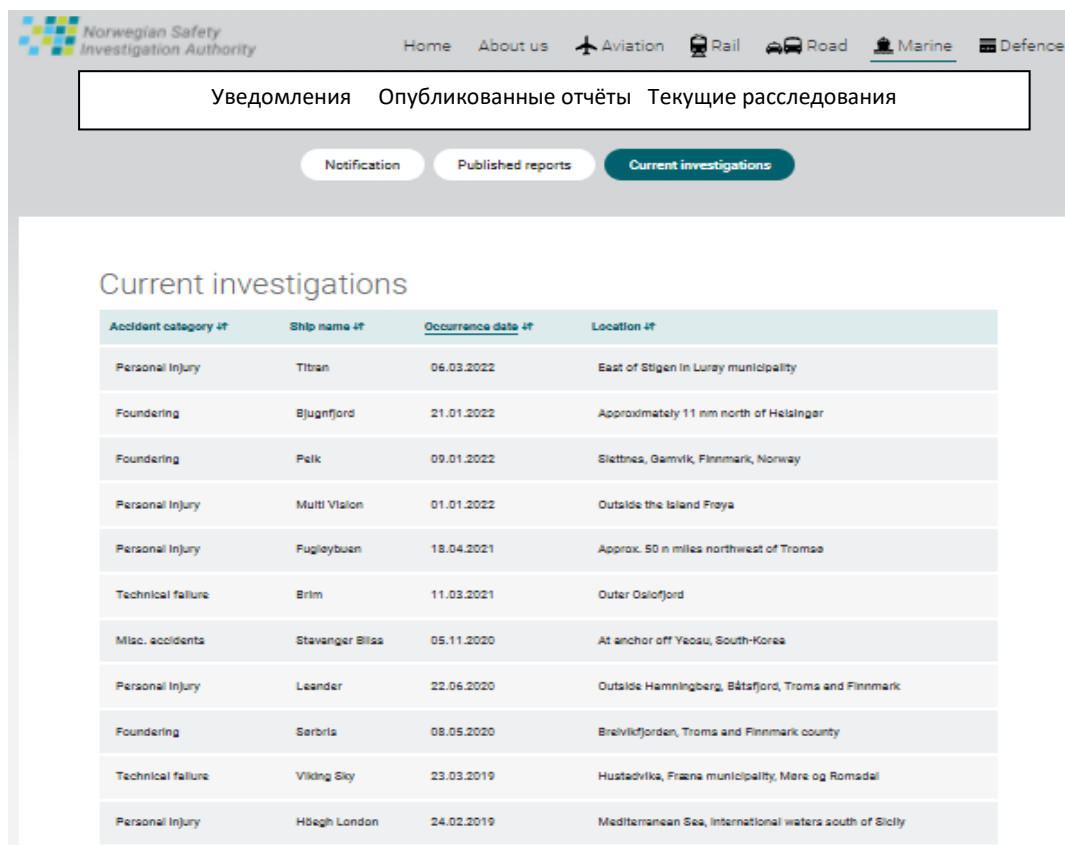 Norwegian Safety
Investigation Authority
Home About us Aviation Rail Road Marine Defence
Уведомления Опубликованные отчёты Текущие расследования
Notification Published reports Current investigations
Current investigations
Accident category Ship name Occurrence date Location
Personal Injury Titran 06.03.2022 East of Stigen in Lurøy municipality
Foundering Bjugnfjord 21.01.2022 Approximately 11 nm north of Helsingør
Foundering Peik 09.01.2022 Slettnes, Gamvik, Finnmark, Norway
Personal Injury Multi Vision 01.01.2022 Outside the island Frøya
Personal Injury Fugløybuen 18.04.2021 Approx. 50 n miles northwest of Tromsø
Technical failure Brim 11.03.2021 Outer Oslofjord
Misc. accidents Stavanger Bliss 05.11.2020 At anchor off Yeosu, South-Korea
Personal Injury Leander 22.06.2020 Outside Hamningberg, Båtsfjord, Troms and Finnmark
Foundering Sørbris 08.05.2020 Breivikfjorden, Troms and Finnmark county
Technical failure Viking Sky 23.03.2019 Hustadvika, Fræna municipality, Møre og Romsdal
Personal Injury Höegh London 24.02.2019 Mediterranean Sea, international waters south of Sicily